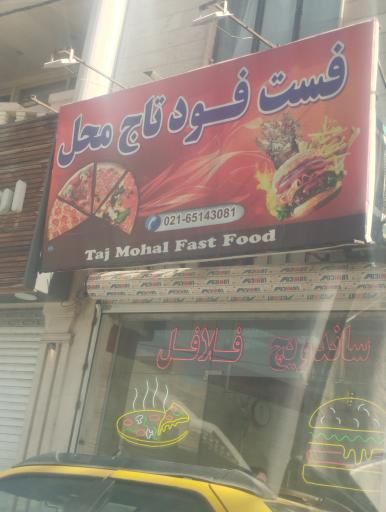 فست فود تاج محل
021-65143081
Taj Mohal Fast Food
ساندویچ فلافل